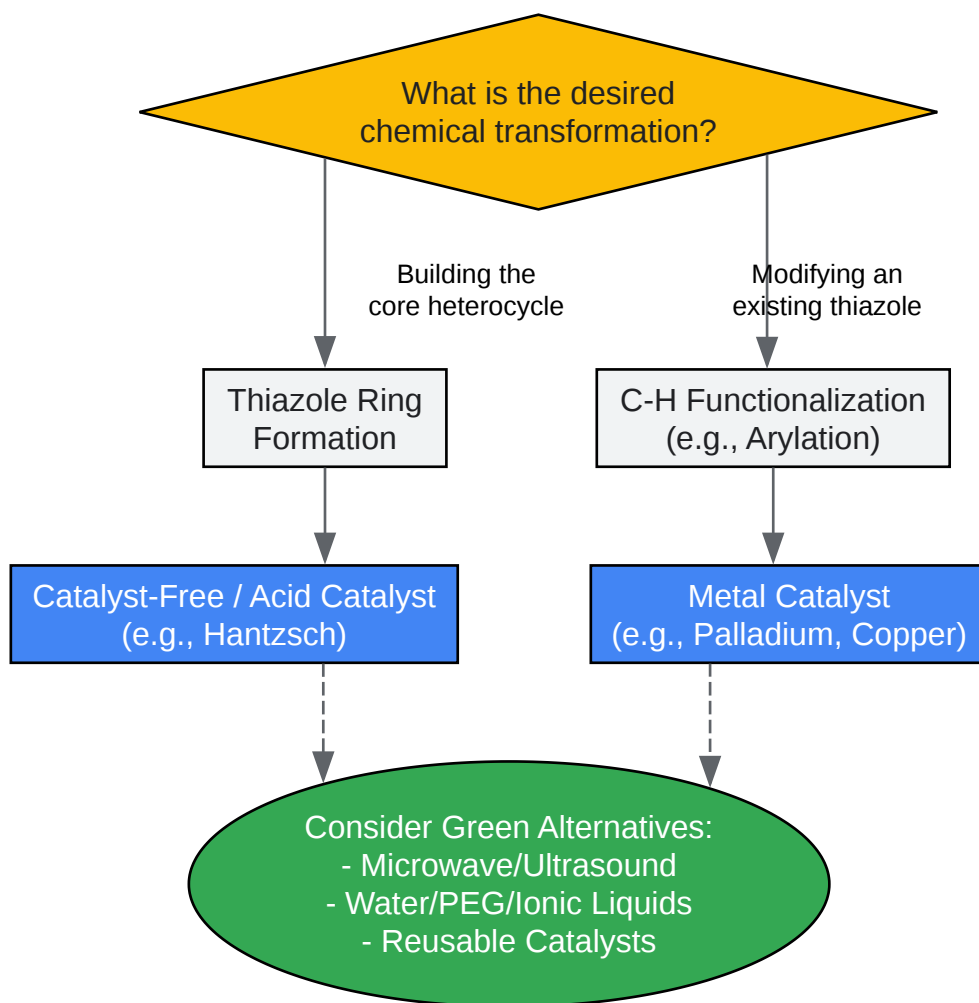 What is the desired
chemical transformation?
Building the
core heterocycle
Modifying an
existing thiazole
Thiazole Ring
Formation
C-H Functionalization
(e.g., Arylation)
Catalyst-Free / Acid Catalyst
(e.g., Hantzsch)
Metal Catalyst
(e.g., Palladium, Copper)
Consider Green Alternatives:
- Microwave/Ultrasound
- Water/PEG/Ionic Liquids
- Reusable Catalysts